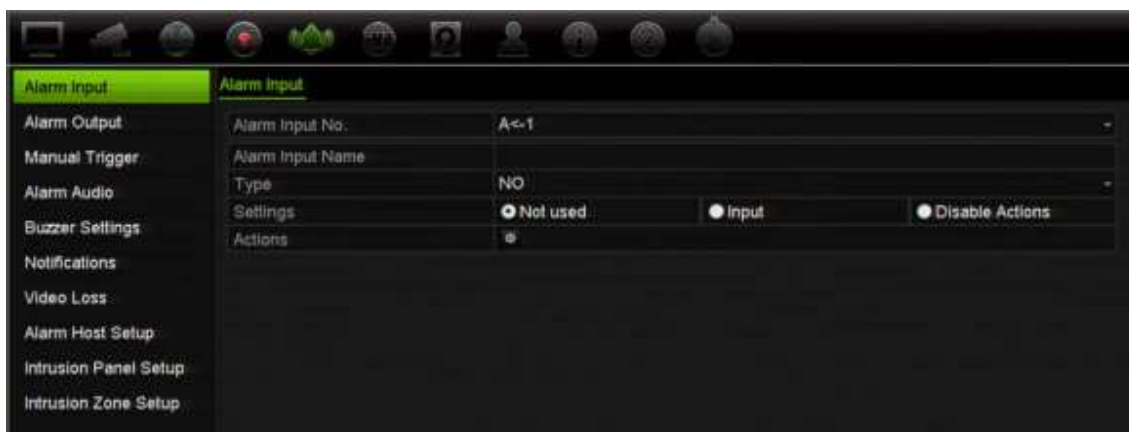 Alarm Input
Alarm Output
Manual Trigger
Alarm Audio
Buzzer Settings
Notifications
Video Loss
Alarm Host Setup
Intrusion Panel Setup
Intrusion Zone Setup
Alarm Input
Alarm Input No. A<-1
Alarm Input Name
Type NO
Settings Not used Input Disable Actions
Actions